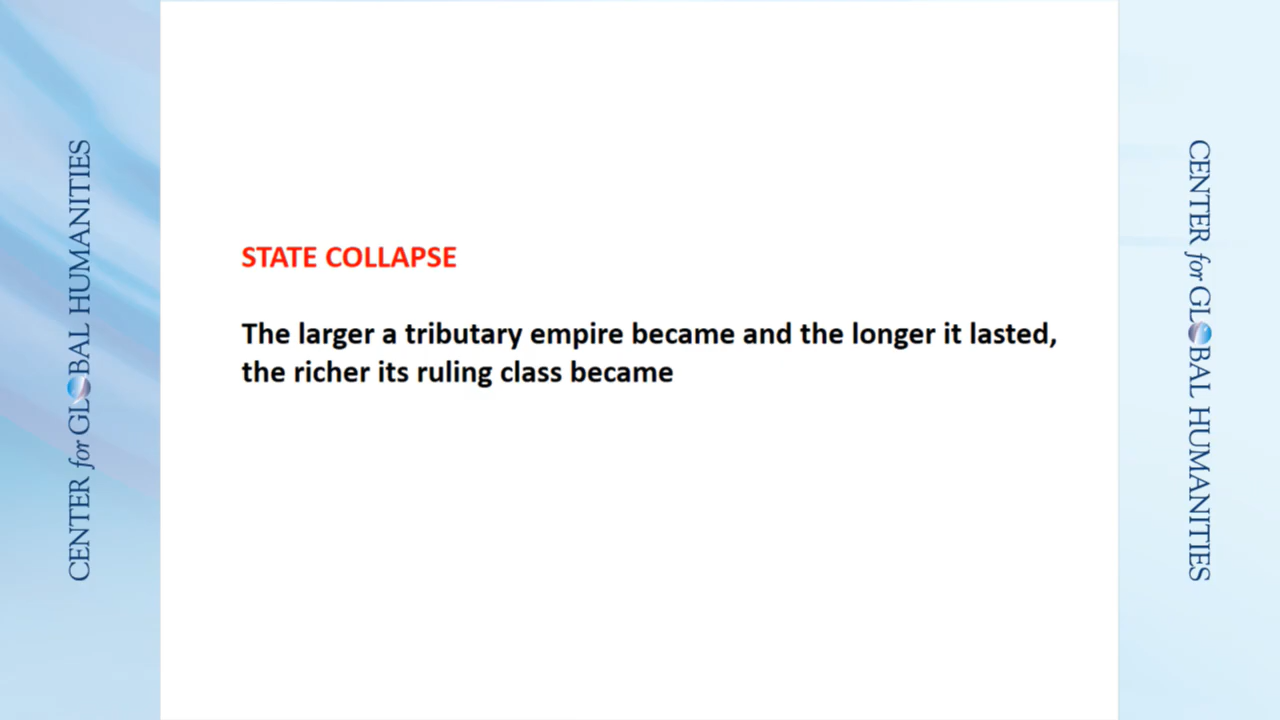 CENTER for GLOBAL HUMANITIES
STATE COLLAPSE
The larger a tributary empire became and the longer it lasted,
the richer its ruling class became
CENTER for GLOBAL HUMANITIES